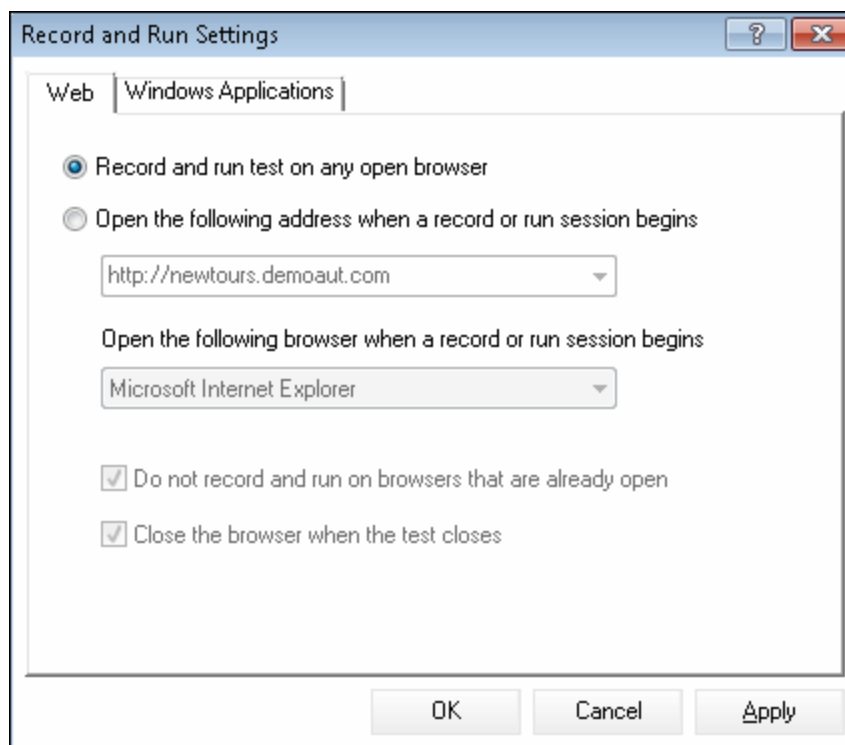 Record and Run Settings
Web
Windows Applications
Record and run test on any open browser
Open the following address when a record or run session begins
http://newtours.demoaut.com
Open the following browser when a record or run session begins
Microsoft Internet Explorer
Do not record and run on browsers that are already open
Close the browser when the test closes
OK
Cancel
Apply